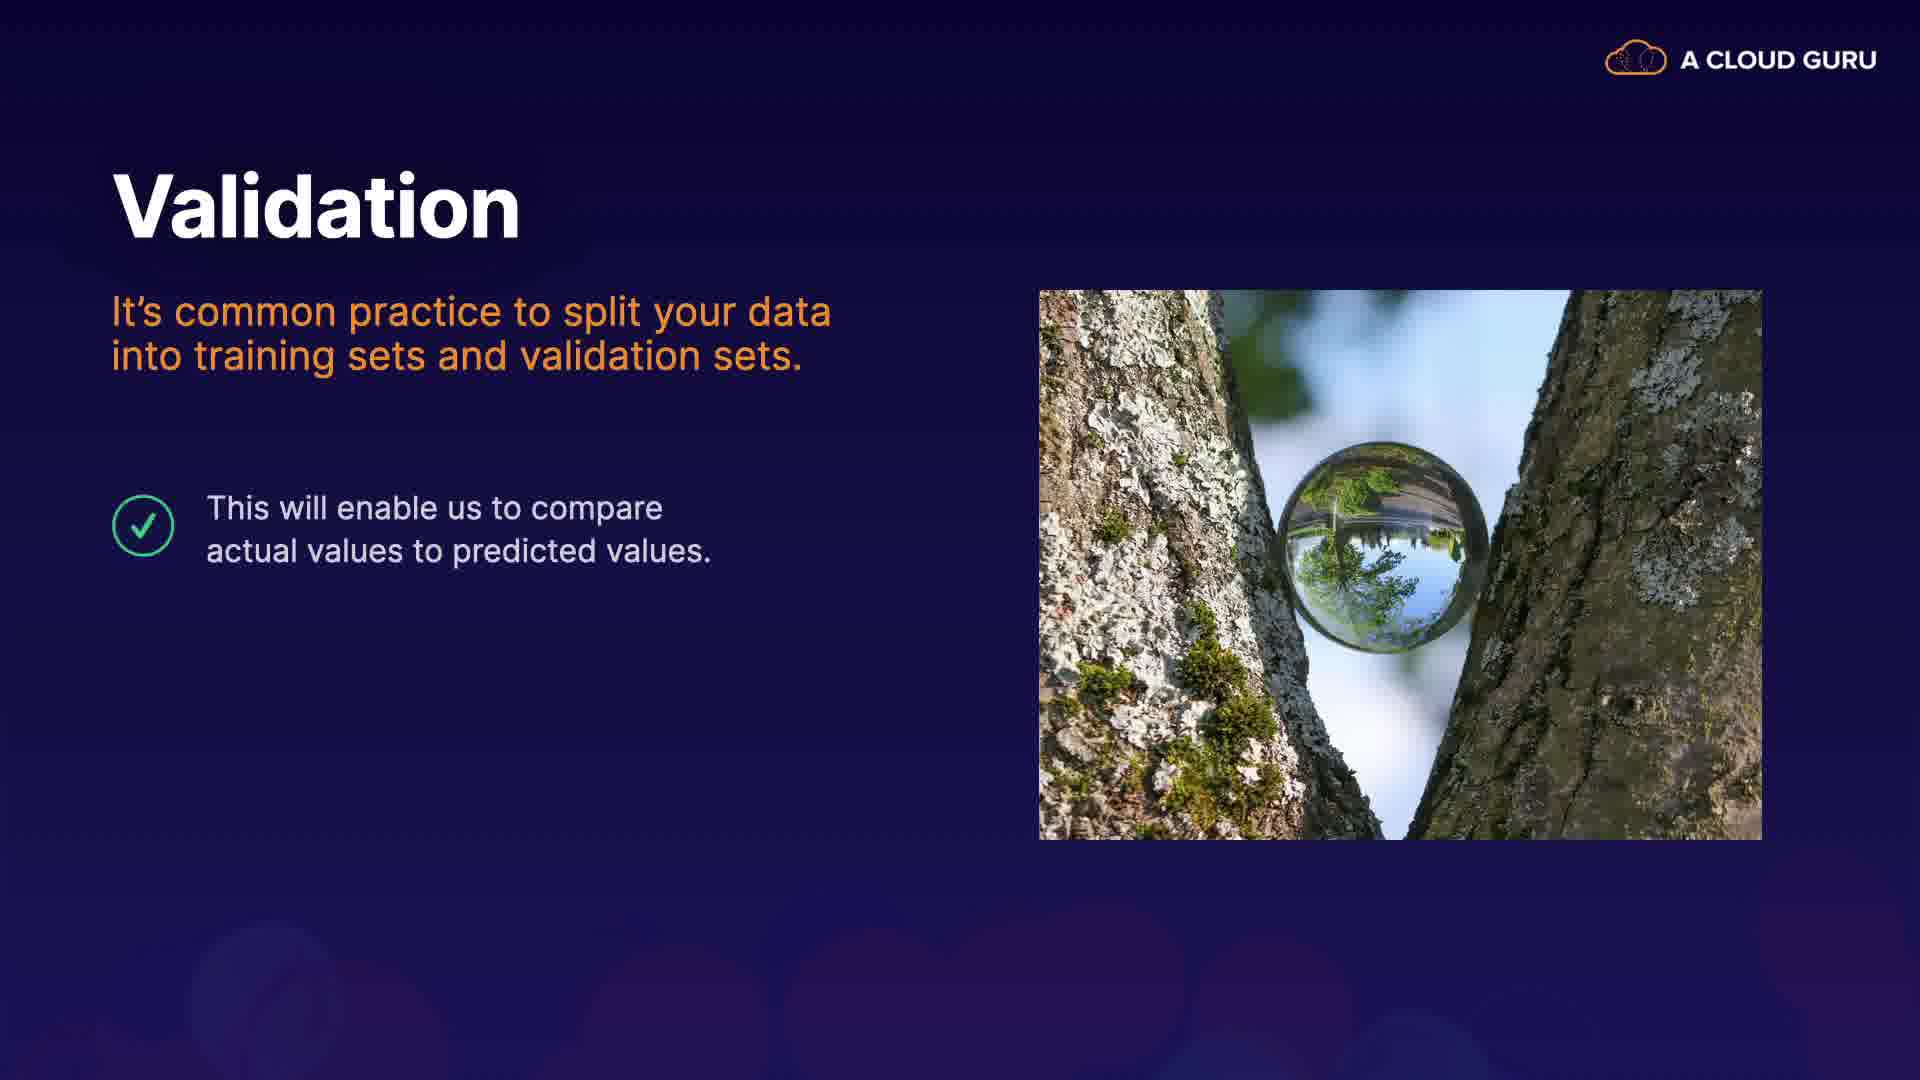 A CLOUD GURU
Validation
It’s common practice to split your data
into training sets and validation sets.
This will enable us to compare
actual values to predicted values.